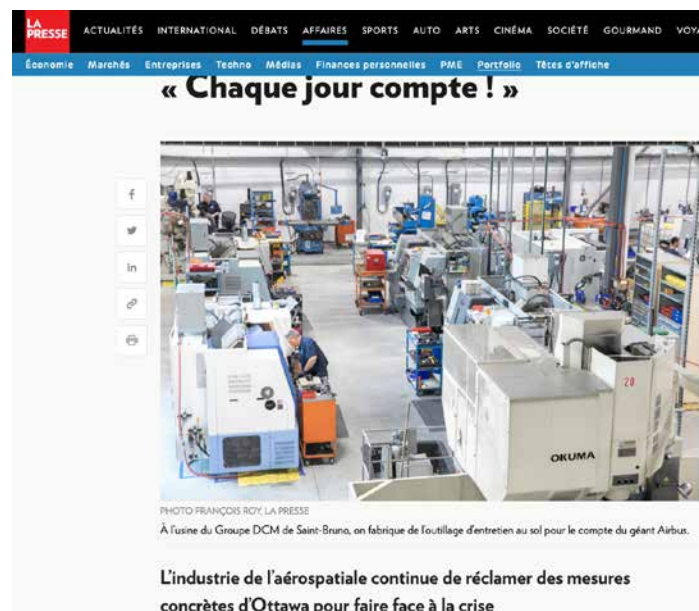 LA
PRESSE
ACTUALITÉS INTERNATIONAL DÉBATS AFFAIRES SPORTS AUTO ARTS CINÉMA SOCIÉTÉ GOURMAND VOYA
Économie Marchés Entreprises Techno Médias Finances personnelles PME Portfolio Têtes d'affiche
« Chaque jour compte ! »
f
in
20
OKUMA
PHOTO FRANÇOIS ROY, LA PRESSE
À l'usine du Groupe DCM de Saint-Bruno, on fabrique de l'outillage d'entretien au sol pour le compte du géant Airbus.
L'industrie de l'aérospatiale continue de réclamer des mesures
concrètes d'Ottawa pour faire face à la crise